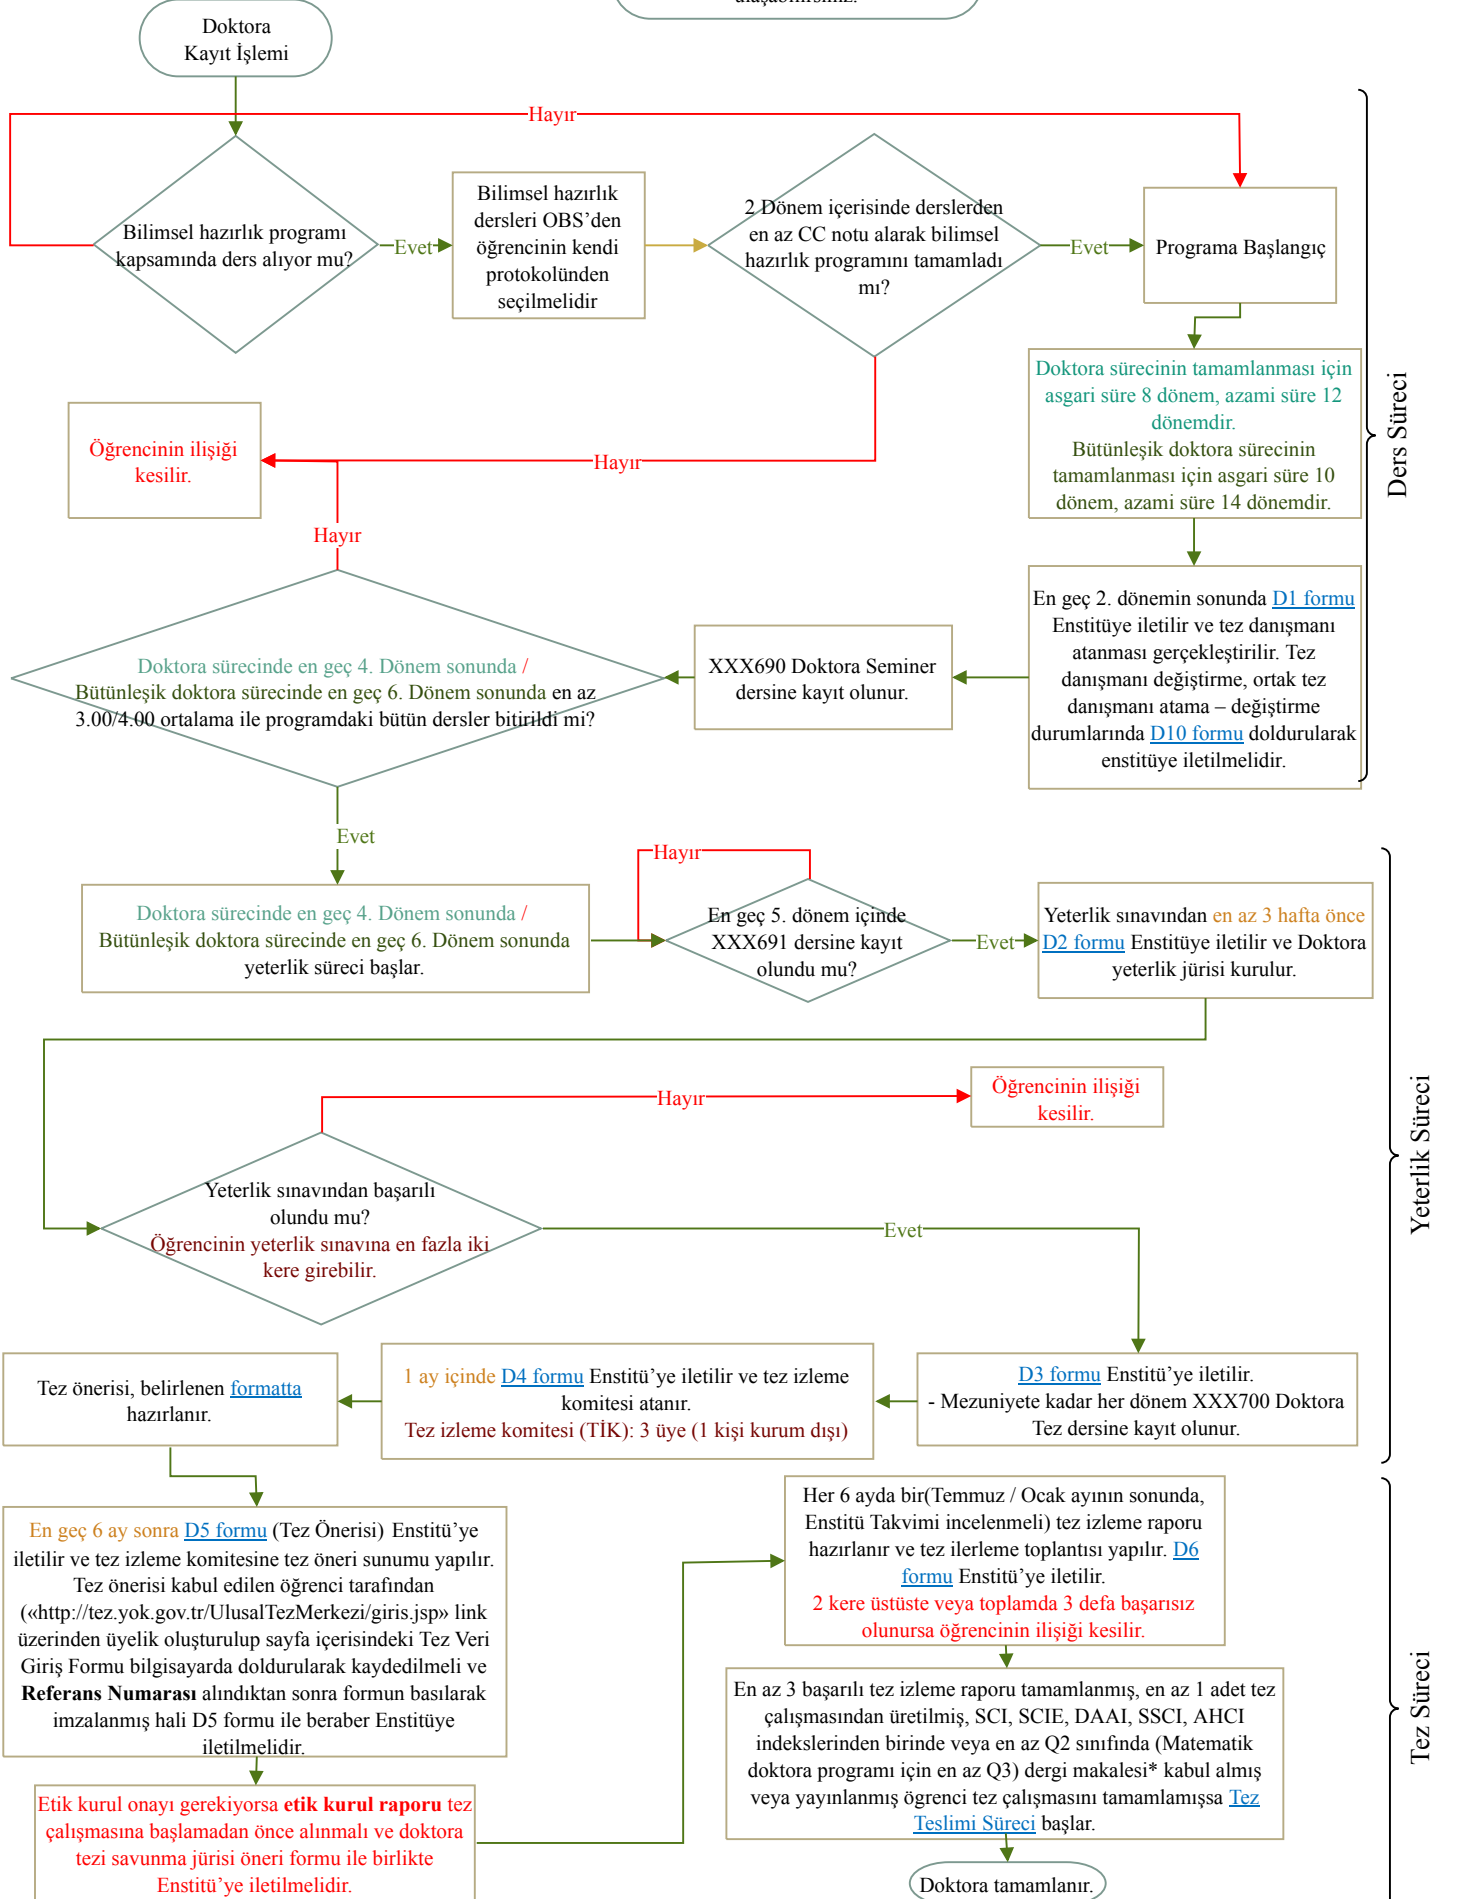 ulaşabilirsiniz.
Doktora
Kayıt İşlemi
Hayır
Bilimsel hazırlık programı
kapsamında ders alıyor mu?
Evet
Bilimsel hazırlık
dersleri OBS’den
öğrencinin kendi
protokolünden
seçilmelidir
2 Dönem içerisinde derslerden
en az CC notu alarak bilimsel
hazırlık programını tamamladı
mı?
Evet
Programa Başlangıç
Doktora sürecinin tamamlanması için
asgari süre 8 dönem, azami süre 12
dönemdir.
Bütünleşik doktora sürecinin
tamamlanması için asgari süre 10
dönem, azami süre 14 dönemdir.
Ders Süreci
Öğrencinin ilişiği
kesilir.
Hayır
Hayır
En geç 2. dönemin sonunda D1 formu
Enstitüye iletilir ve tez danışmanı
atanması gerçekleştirilir. Tez
danışmanı değiştirme, ortak tez
danışmanı atama – değiştirme
durumlarında D10 formu doldurularak
enstitüye iletilmelidir.
XXX690 Doktora Seminer
dersine kayıt olunur.
Doktora sürecinde en geç 4. Dönem sonunda /
Bütünleşik doktora sürecinde en geç 6. Dönem sonunda en az
3.00/4.00 ortalama ile programdaki bütün dersler bitirildi mi?
Evet
Doktora sürecinde en geç 4. Dönem sonunda /
Bütünleşik doktora sürecinde en geç 6. Dönem sonunda
yeterlik süreci başlar.
Hayır
En geç 5. dönem içinde
XXX691 dersine kayıt
olundu mu?
Evet
Yeterlik sınavından en az 3 hafta önce
D2 formu Enstitüye iletilir ve Doktora
yeterlik jürisi kurulur.
Yeterlik Süreci
Hayır
Öğrencinin ilişiği
kesilir.
Yeterlik sınavından başarılı
olundu mu?
Öğrencinin yeterlik sınavına en fazla iki
kere girebilir.
Evet
D3 formu Enstitü’ye iletilir.
- Mezuniyete kadar her dönem XXX700 Doktora
Tez dersine kayıt olunur.
1 ay içinde D4 formu Enstitü’ye iletilir ve tez izleme
komitesi atanır.
Tez izleme komitesi (TİK): 3 üye (1 kişi kurum dışı)
Tez önerisi, belirlenen formatta
hazırlanır.
En geç 6 ay sonra D5 formu (Tez Önerisi) Enstitü’ye
iletilir ve tez izleme komitesine tez öneri sunumu yapılır.
Tez önerisi kabul edilen öğrenci tarafından
(«http://tez.yok.gov.tr/UlusalTezMerkezi/giris.jsp» link
üzerinden üyelik oluşturulup sayfa içerisindeki Tez Veri
Giriş Formu bilgisayarda doldurularak kaydedilmeli ve
Referans Numarası alındıktan sonra formun basılarak
imzalanmış hali D5 formu ile beraber Enstitüye
iletilmelidir.
Etik kurul onayı gerekiyorsa etik kurul raporu tez
çalışmasına başlamadan önce alınmalı ve doktora
tezi savunma jürisi öneri formu ile birlikte
Enstitü’ye iletilmelidir.
Her 6 ayda bir(Temmuz / Ocak ayının sonunda,
Enstitü Takvimi incelenmeli) tez izleme raporu
hazırlanır ve tez ilerleme toplantısı yapılır. D6
formu Enstitü’ye iletilir.
2 kere üstüste veya toplamda 3 defa başarısız
olunursa öğrencinin ilişiği kesilir.
En az 3 başarılı tez izleme raporu tamamlanmış, en az 1 adet tez
çalışmasından üretilmiş, SCI, SCIE, DAAI, SSCI, AHCI
indekslerinden birinde veya en az Q2 sınıfında (Matematik
doktora programı için en az Q3) dergi makalesi* kabul almış
veya yayınlanmış ögrenci tez çalışmasını tamamlamışsa Tez
Teslimi Süreci başlar.
Doktora tamamlanır.
Tez Süreci